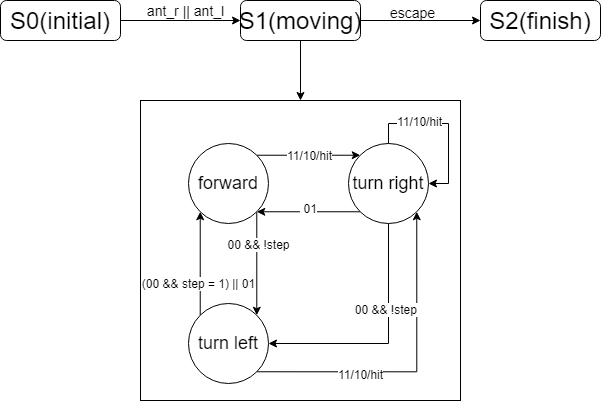 S0(initial)
ant_r || ant_l
S1(moving)
escape
S2(finish)
11/10/hit
forward
11/10/hit
turn right
01
00 && !step
(00 && step = 1) || 01
00 && !step
turn left
11/10/hit